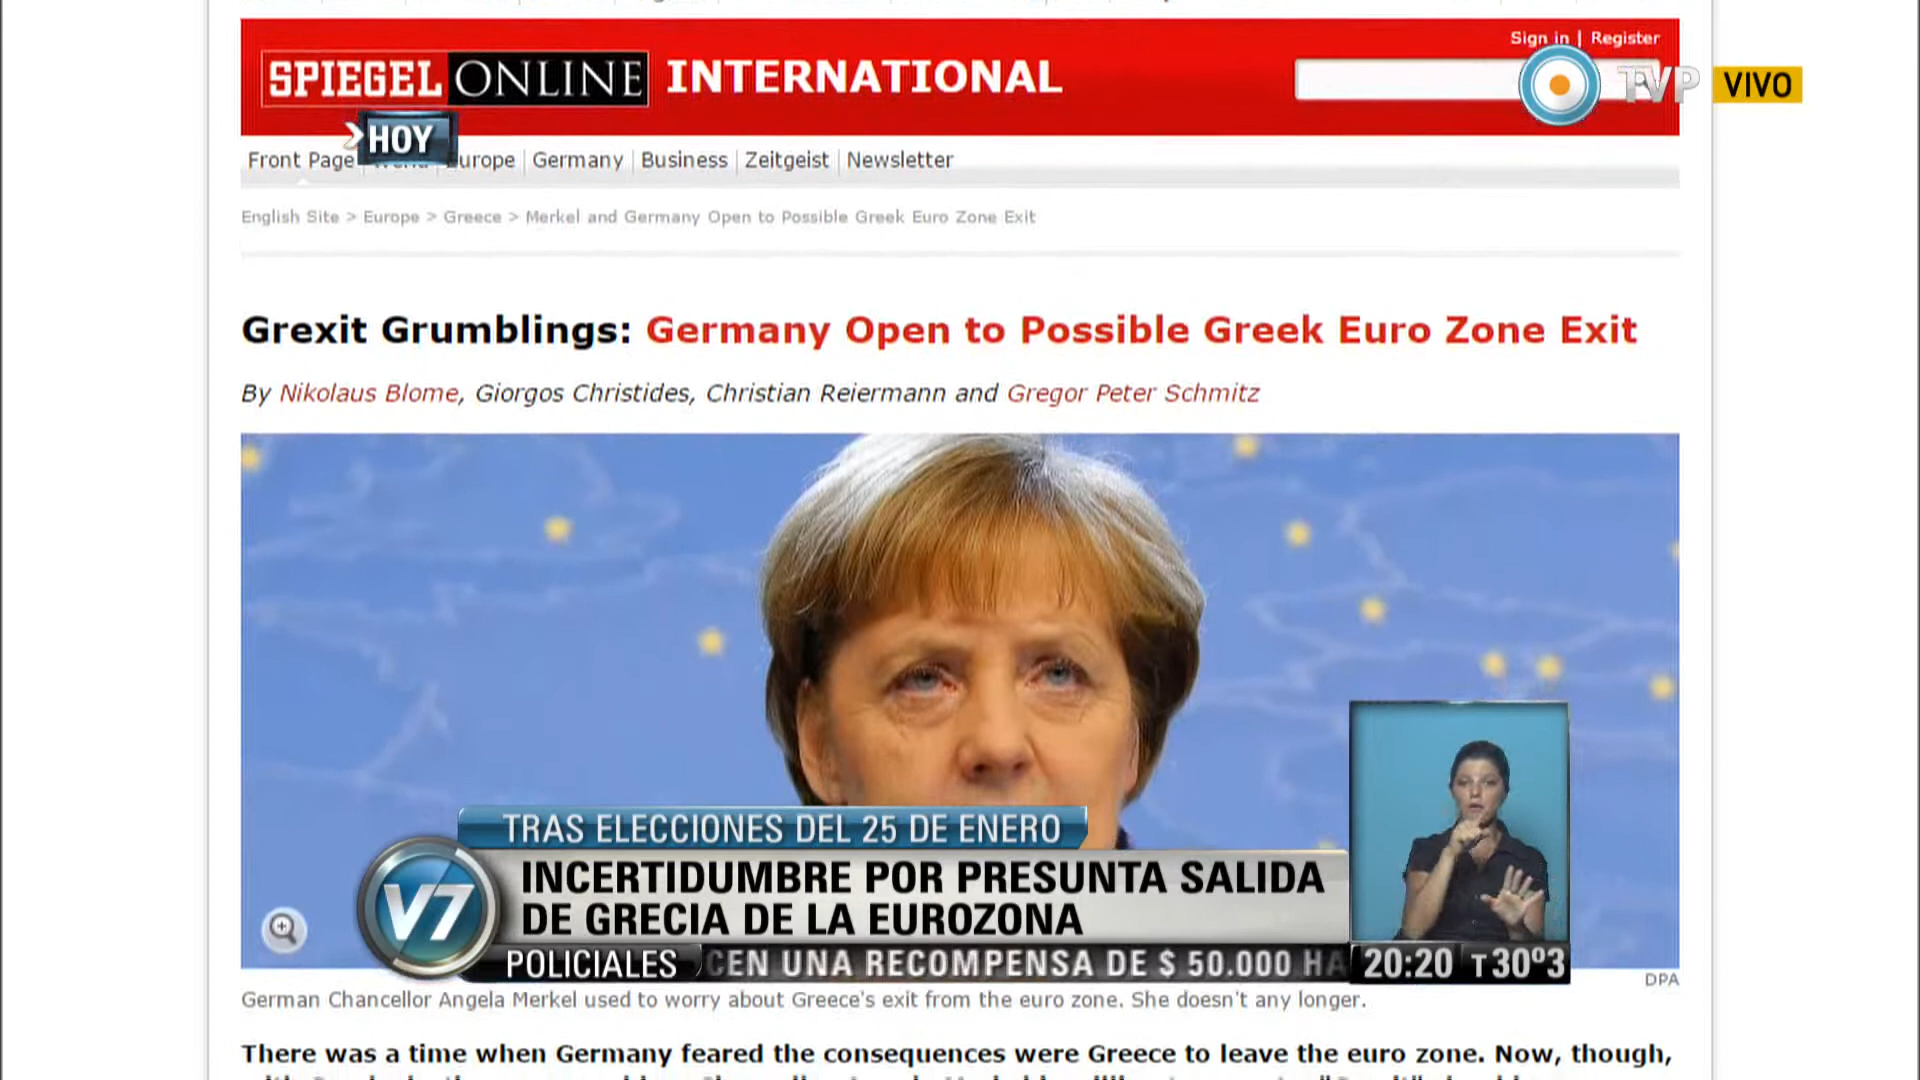 Sign in | Register
SPIEGEL ONLINE INTERNATIONAL
TVP VIVO
HOY
Front Page Europe Germany Business Zeitgeist Newsletter
English Site > Europe > Greece > Merkel and Germany Open to Possible Greek Euro Zone Exit
Grexit Grumblings: Germany Open to Possible Greek Euro Zone Exit
By Nikolaus Blome, Giorgos Christides, Christian Reiermann and Gregor Peter Schmitz
TRAS ELECCIONES DEL 25 DE ENERO
V7
INCERTIDUMBRE POR PRESUNTA SALIDA
DE GRECIA DE LA EUROZONA
POLICIALES CEN UNA RECOMPENSA DE $ 50.000 HA 20:20 T30º3
DPA
German Chancellor Angela Merkel used to worry about Greece's exit from the euro zone. She doesn't any longer.
There was a time when Germany feared the consequences were Greece to leave the euro zone. Now, though,